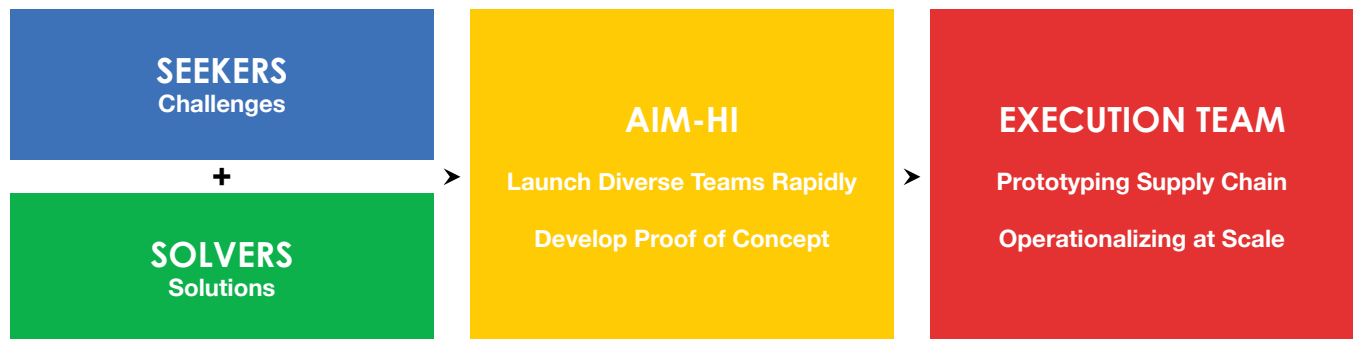 SEEKERS
Challenges
+
SOLVERS
Solutions
AIM-HI
Launch Diverse Teams Rapidly
Develop Proof of Concept
EXECUTION TEAM
Prototyping Supply Chain
Operationalizing at Scale